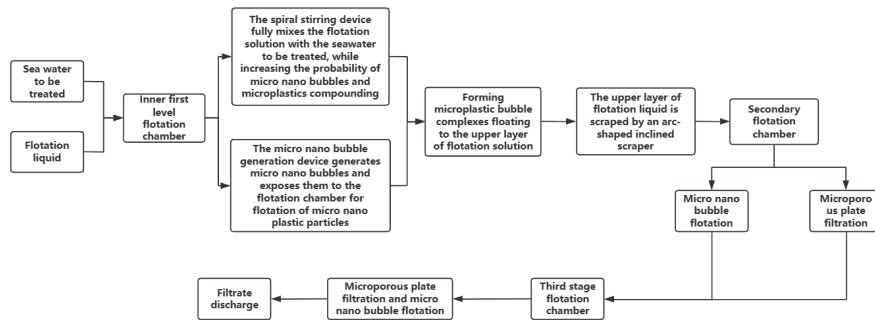 Sea water
to be
treated
Flotation
liquid
Inner first
level
flotation
chamber
The spiral stirring device
fully mixes the flotation
solution with the seawater
to be treated, while
increasing the probability of
micro nano bubbles and
microplastics compounding
The micro nano bubble
generation device generates
micro nano bubbles and
exposes them to the
flotation chamber for
flotation of micro nano
plastic particles
Forming
microplastic bubble
complexes floating
to the upper layer
of flotation solution
The upper layer of
flotation liquid is
scraped by an arc-
shaped inclined
scraper
Secondary
flotation
chamber
Micro nano
bubble
flotation
Microporo
us plate
filtration
Third stage
flotation
chamber
Microporous plate
filtration and micro
nano bubble flotation
Filtrate
discharge